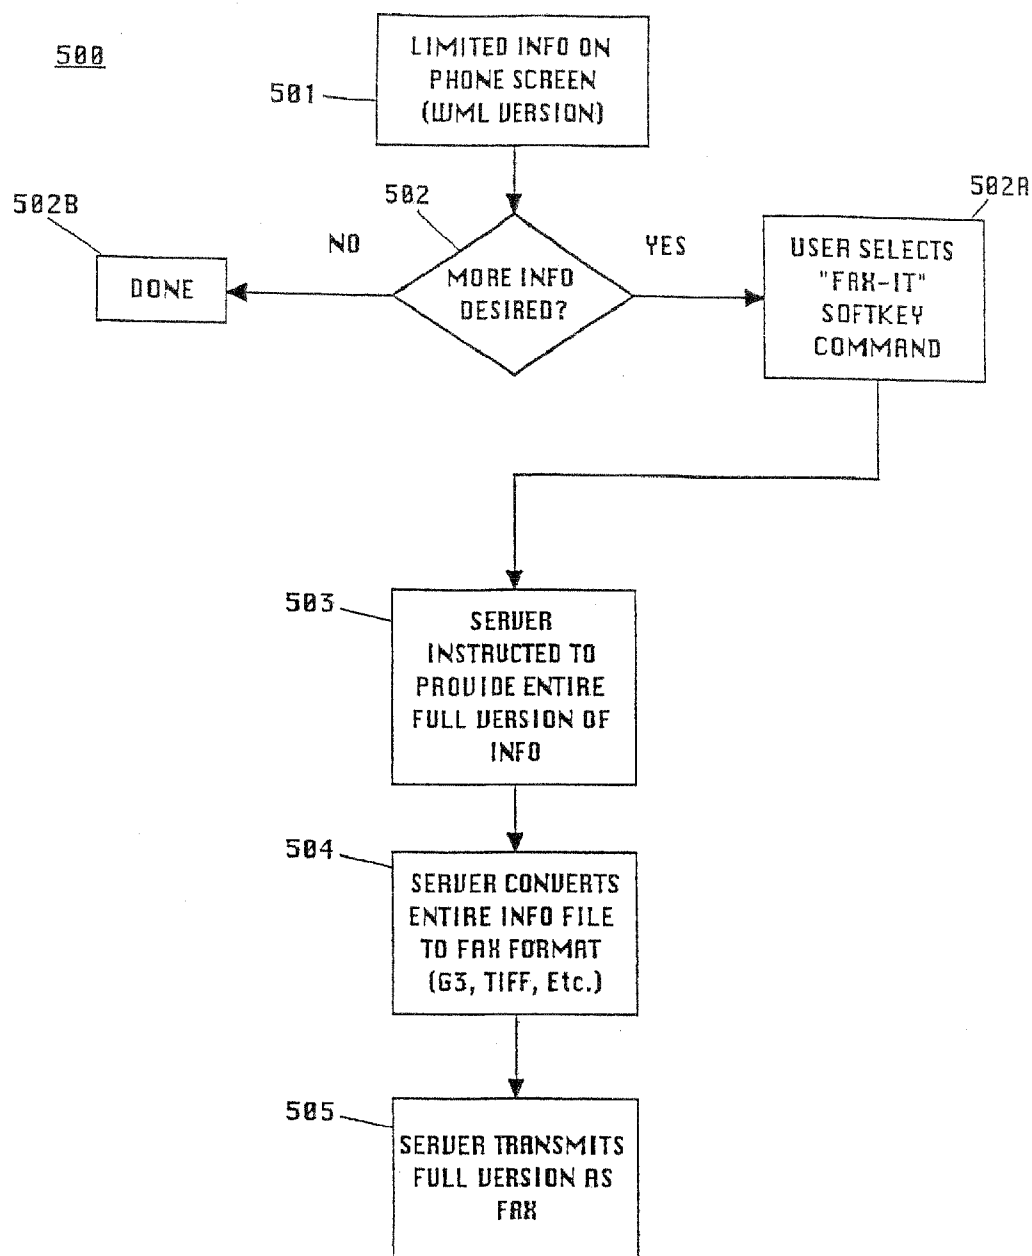 500
LIMITED INFO ON
PHONE SCREEN
(WML VERSION)
501
502B
502
502A
NO
YES
DONE
MORE INFO
DESIRED?
USER SELECTS
"FAX-IT"
SOFTKEY
COMMAND
503
SERVER
INSTRUCTED TO
PROVIDE ENTIRE
FULL VERSION OF
INFO
504
SERVER CONVERTS
ENTIRE INFO FILE
TO FAX FORMAT
(G3, TIFF, Etc.)
505
SERVER TRANSMITS
FULL VERSION AS
FAX